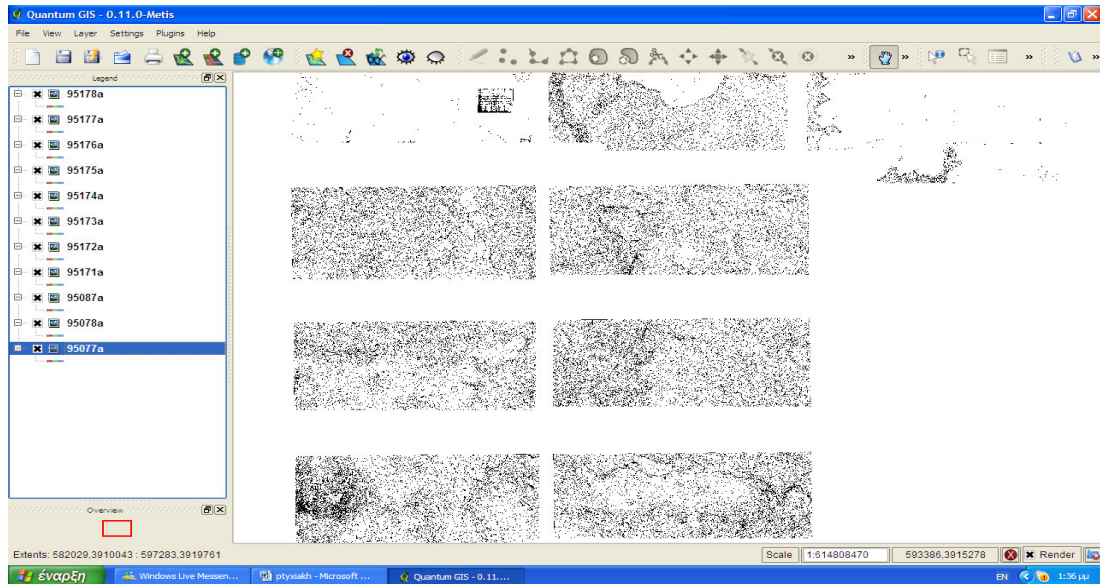 Quantum GIS - 0.11.0-Metis
File View Layer Settings Plugins Help
Legend
95178a
95177a
95176a
95175a
95174a
95173a
95172a
95171a
95087a
95078a
95077a
Overview
Extents: 582029,3910043 : 597283,3919761
Scale 1:614808470 593386,3915278 Render
έναρξη Windows Live Messen... ptyxiakh - Microsoft ... Quantum GIS - 0.11.... EN 1:36 μμ